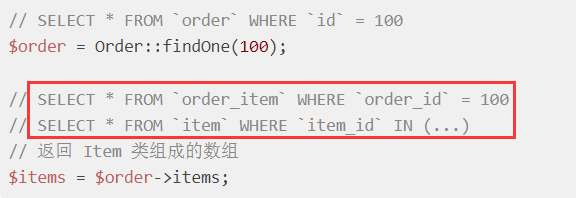 // SELECT * FROM `order` WHERE `id` = 100
$order = Order::findOne(100);
// SELECT * FROM `order_item` WHERE `order_id` = 100
// SELECT * FROM `item` WHERE `item_id` IN (...)
// 返回 Item 类组成的数组
$items = $order->items;